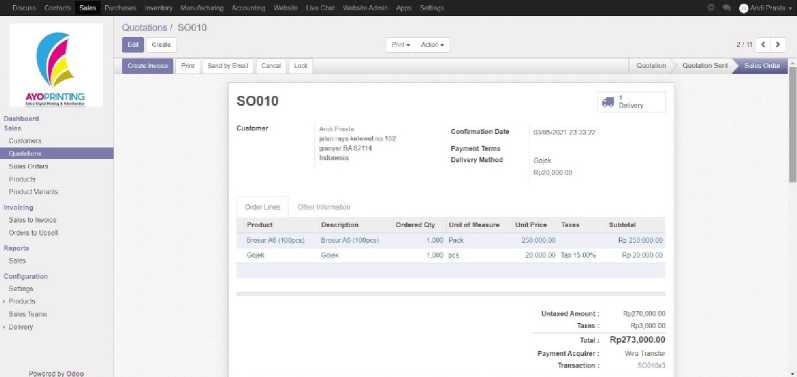 Discuss Contacts Sales Purchases Inventory Manufacturing Accounting Website Live Chat Website Admin Apps Settings Andi Prasta
Quotations / SO010
Edit Create Print Action 2 / 11
Create Invoice Print Send by Email Cancel Lock Quotation Quotation Sent Sales Order
AYOPRINTING
Dashboard
Sales
Customers
Quotations
Sales Orders
Products
Product Variants
Invoicing
Sales to Invoice
Orders to Upsell
Reports
Sales
Configuration
Settings
Products
Sales Teams
Delivery
Powered by Odoo
SO010
1
Delivery
Customer
Andi Prasta
jalan raya ketewel no 102
gianyar BA 82114
Indonesia
Confirmation Date 03/05/2021 23:33:22
Payment Terms
Delivery Method Gojek
Rp20,000.00
Order Lines Other Information
Product Description Ordered Qty Unit of Measure Unit Price Taxes Subtotal
Brosur A5 (100pcs) Brosur A5 (100pcs) 1,000 Pack 250.000.00 Rp 250.000.00
Gojek Gojek 1,000 pcs 20,000.00 Tax 15.00% Rp 20.000.00
Untaxed Amount : Rp270,000.00
Taxes : Rp3,000.00
Total : Rp273,000.00
Payment Acquirer : Wire Transfer
Transaction : SO010x3